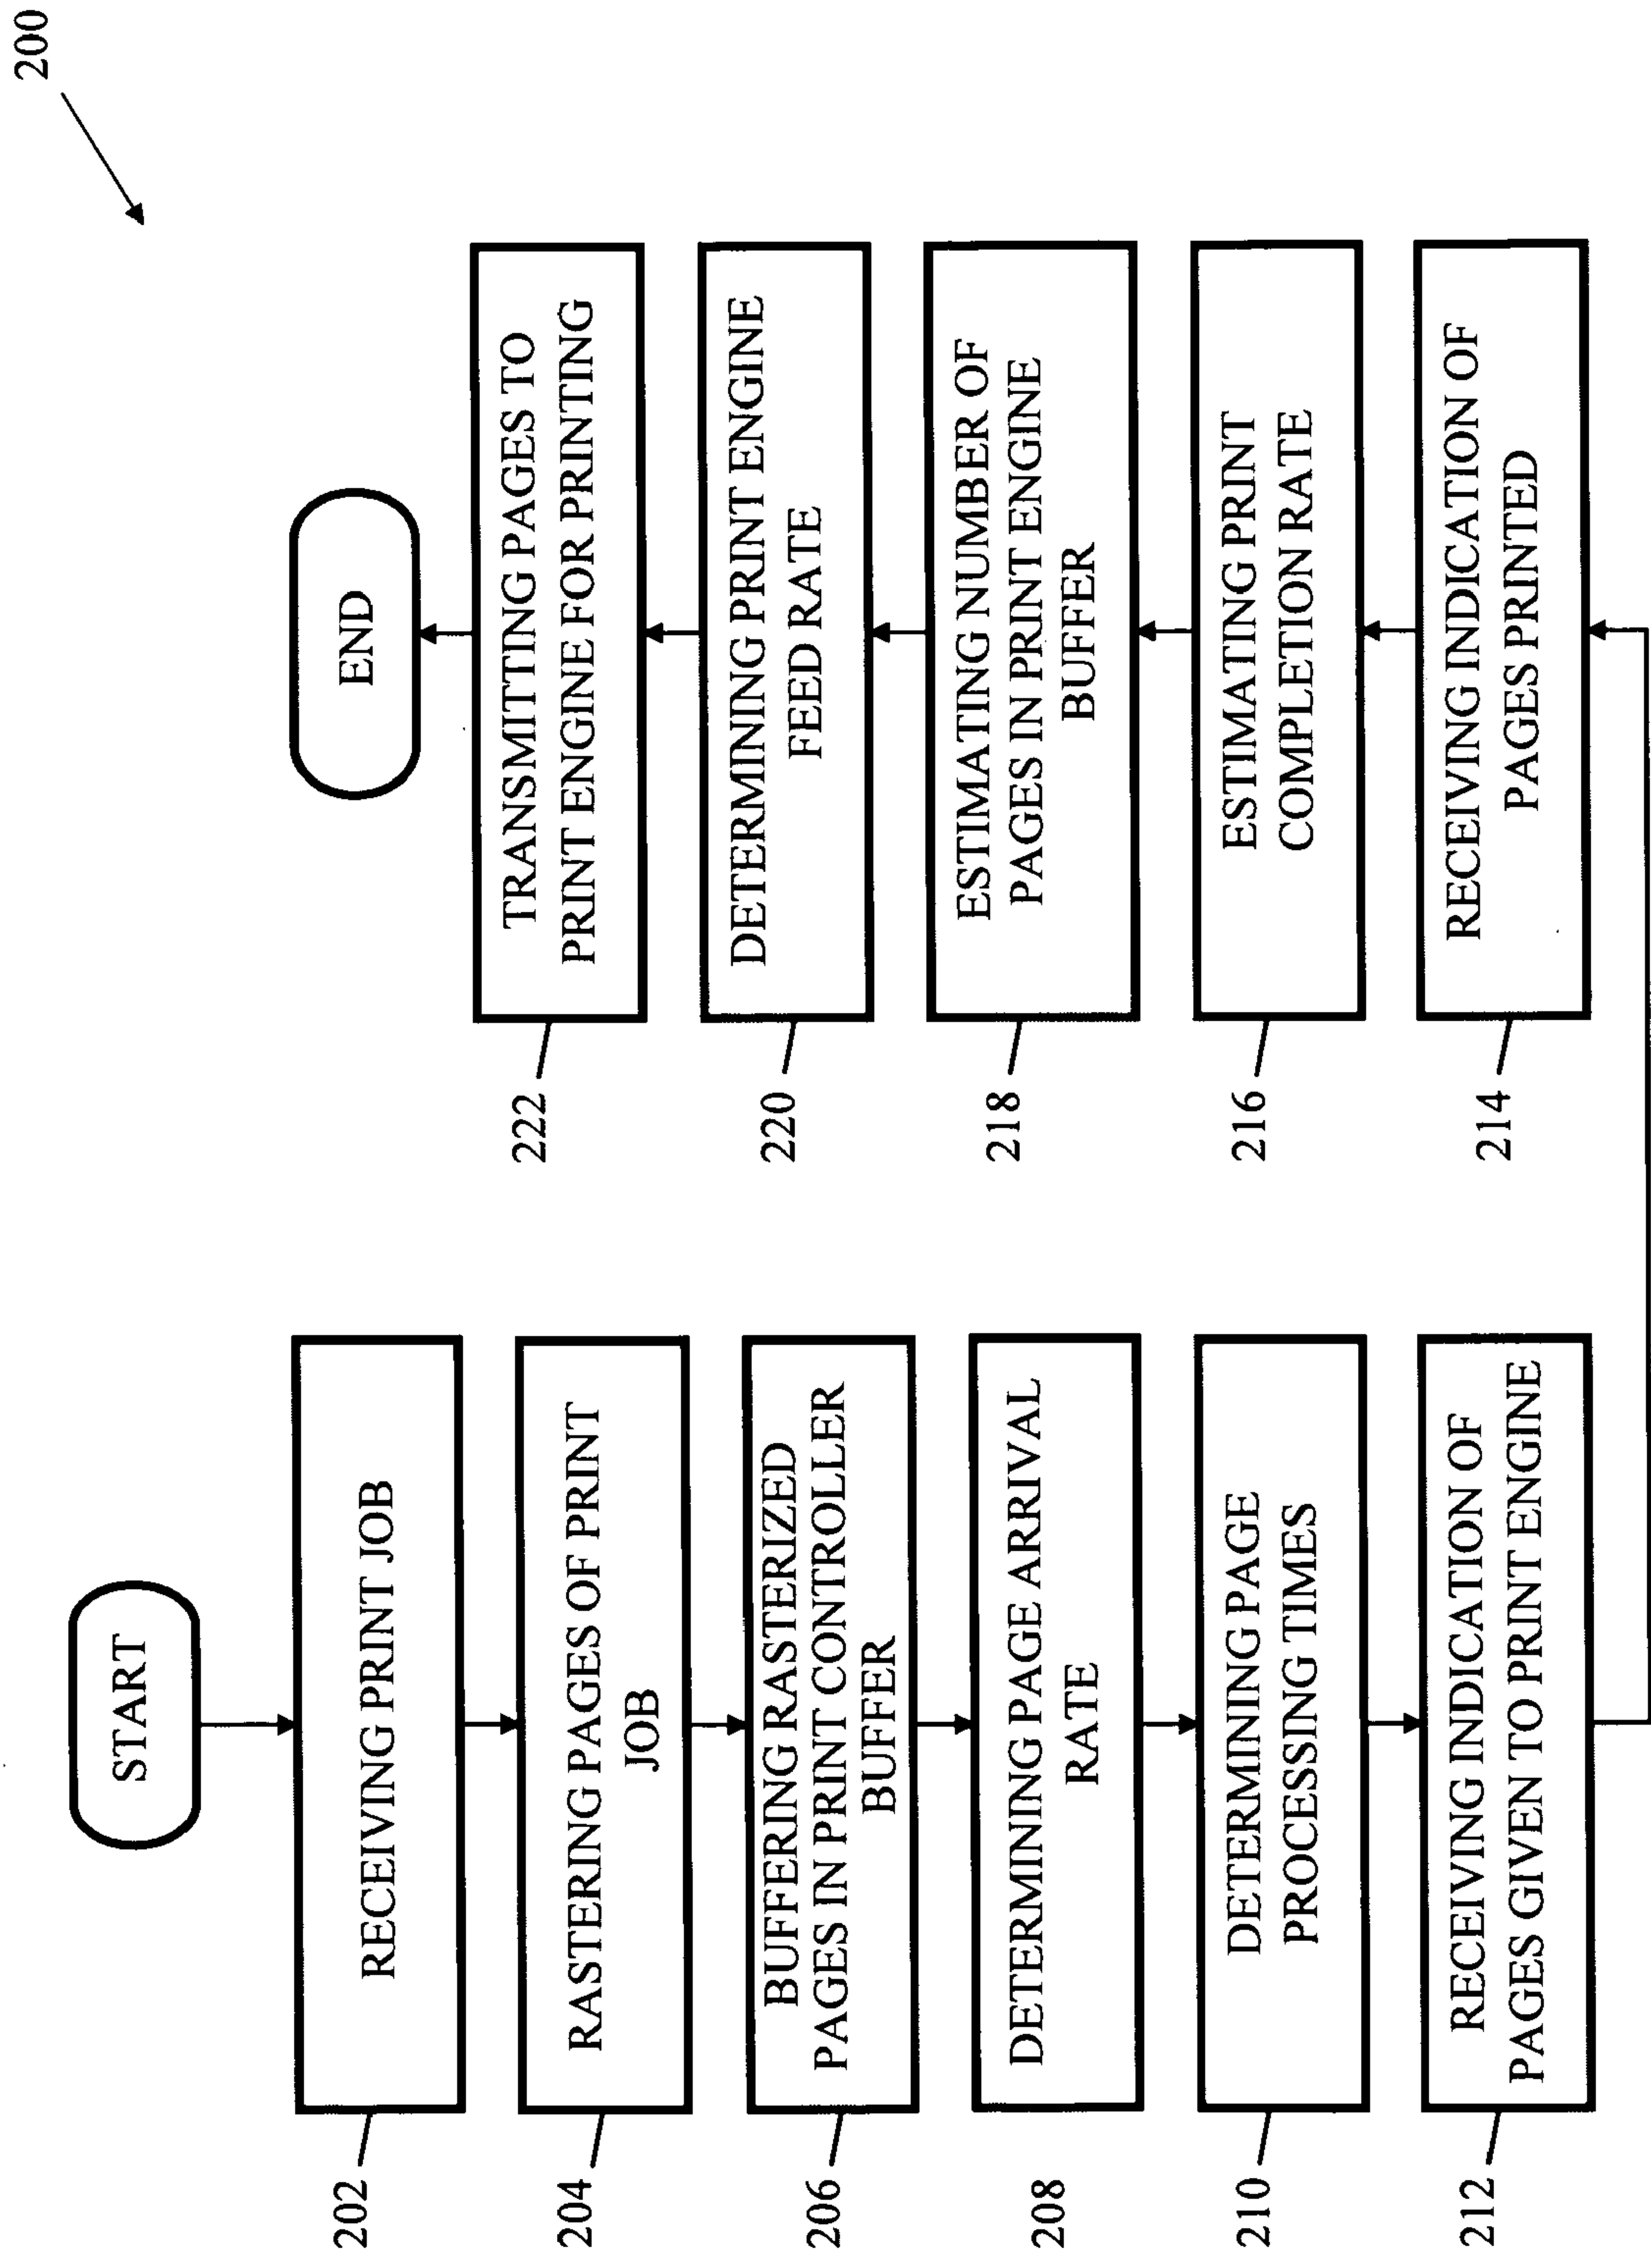 200
START
202
RECEIVING PRINT JOB
204
RASTERING PAGES OF PRINT
JOB
206
BUFFERING RASTERIZED
PAGES IN PRINT CONTROLLER
BUFFER
208
DETERMINING PAGE ARRIVAL
RATE
210
DETERMINING PAGE
PROCESSING TIMES
212
RECEIVING INDICATION OF
PAGES GIVEN TO PRINT ENGINE
214
RECEIVING INDICATION OF
PAGES PRINTED
216
ESTIMATING PRINT
COMPLETION RATE
218
ESTIMATING NUMBER OF
PAGES IN PRINT ENGINE
BUFFER
220
DETERMINING PRINT ENGINE
FEED RATE
222
TRANSMITTING PAGES TO
PRINT ENGINE FOR PRINTING
END